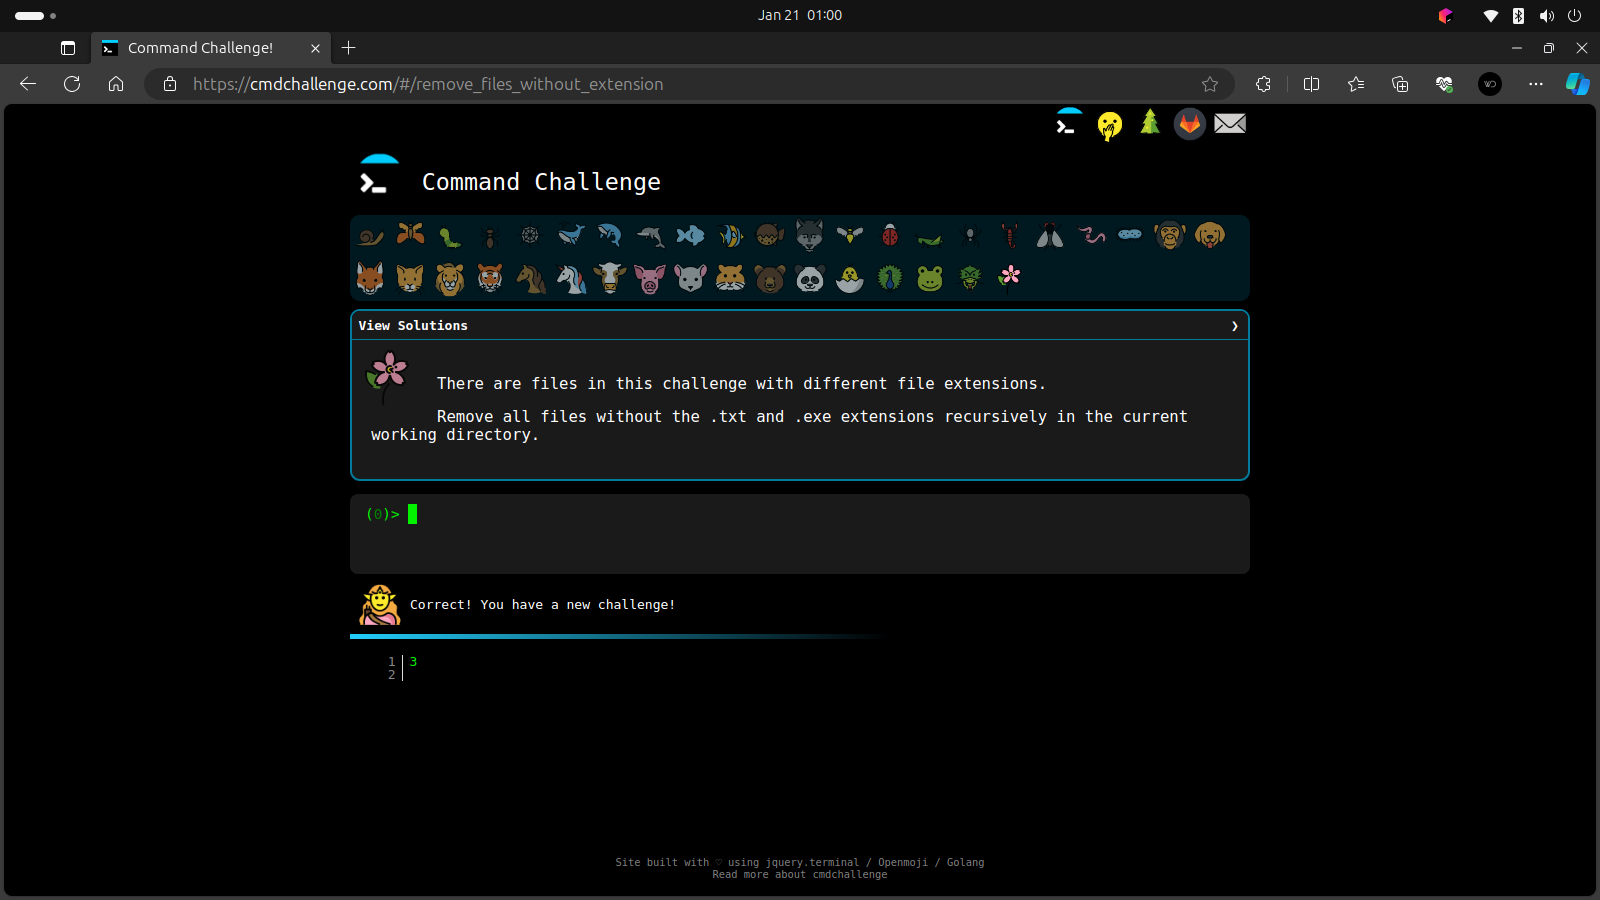 Jan 21 01:00
Command Challenge!
https://cmdchallenge.com/#/remove_files_without_extension
Command Challenge
View Solutions
There are files in this challenge with different file extensions.
Remove all files without the .txt and .exe extensions recursively in the current
working directory.
(0)>
Correct! You have a new challenge!
1 3
2
Site built with ♡ using jquery.terminal / Openmoji / Golang
Read more about cmdchallenge